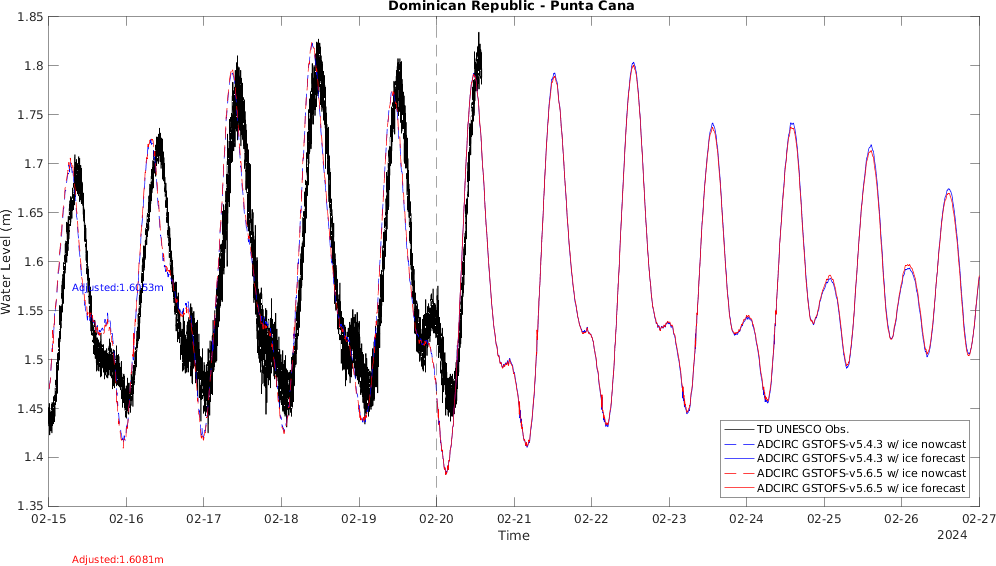 Dominican Republic - Punta Cana
1.85
1.8
1.75
1.7
1.65
1.6
1.55
1.5
1.45
1.4
1.35
Water Level (m)
Adjusted:1.6053m
TD UNESCO Obs.
ADCIRC GSTOFS-v5.4.3 w/ ice nowcast
ADCIRC GSTOFS-v5.4.3 w/ ice forecast
ADCIRC GSTOFS-v5.6.5 w/ ice nowcast
ADCIRC GSTOFS-v5.6.5 w/ ice forecast
02-15 02-16 02-17 02-18 02-19 02-20 02-21 02-22 02-23 02-24 02-25 02-26 02-27
Time
2024
Adjusted:1.6081m